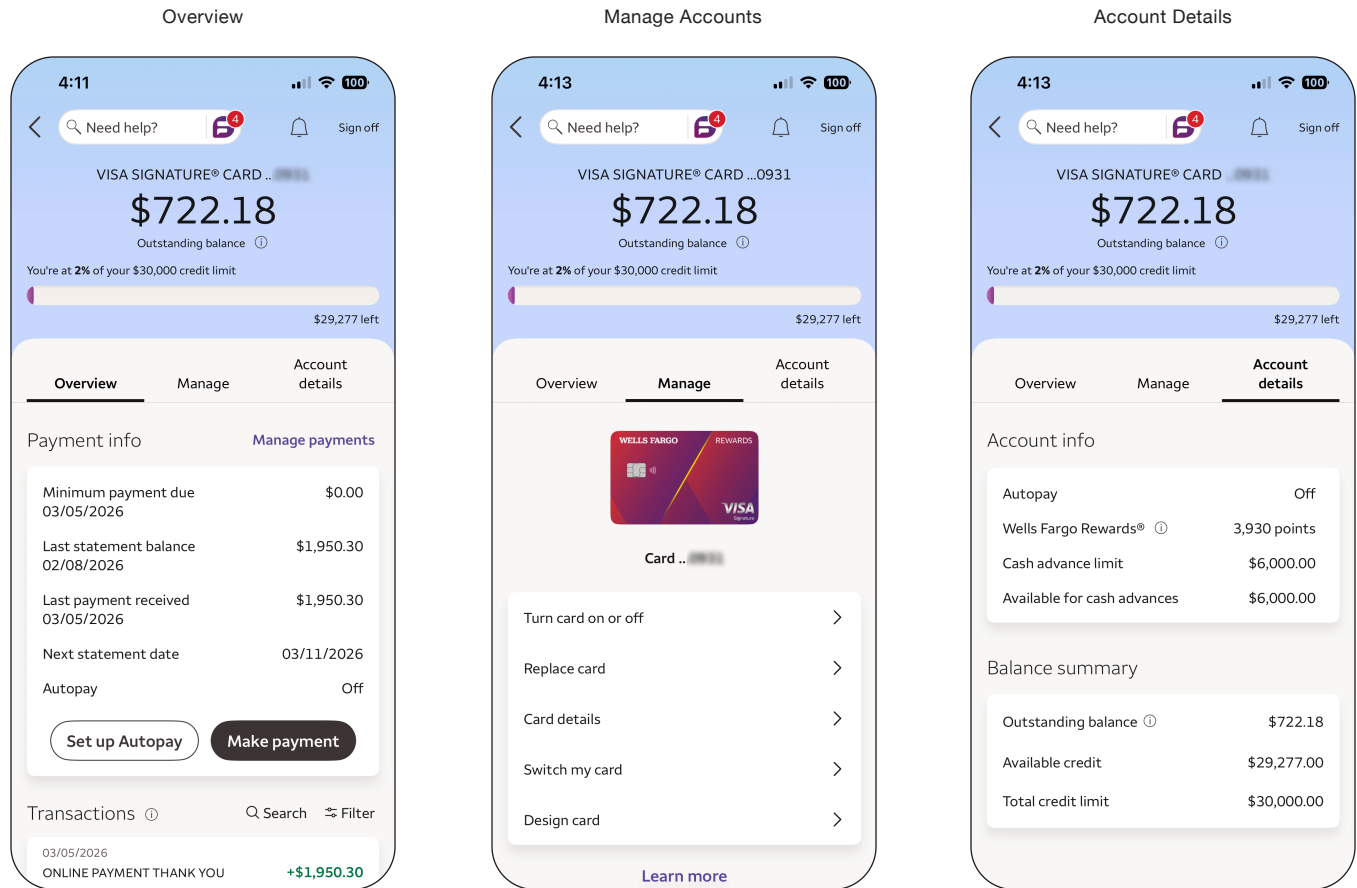 Overview
4:11
100
Need help?
4
Sign off
VISA SIGNATURE® CARD ..
$722.18
Outstanding balance
You're at 2% of your $30,000 credit limit
$29,277 left
Overview
Manage
Account
details
Payment info
Manage payments
Minimum payment due
03/05/2026
$0.00
Last statement balance
02/08/2026
$1,950.30
Last payment received
03/05/2026
$1,950.30
Next statement date
03/11/2026
Autopay
Off
Set up Autopay
Make payment
Transactions
Search
Filter
03/05/2026
ONLINE PAYMENT THANK YOU
+$1,950.30
Manage Accounts
4:13
100
Need help?
4
Sign off
VISA SIGNATURE® CARD ...0931
$722.18
Outstanding balance
You're at 2% of your $30,000 credit limit
$29,277 left
Overview
Manage
Account
details
WELLS FARGO
REWARDS
VISA
Signature
Card ..
Turn card on or off
Replace card
Card details
Switch my card
Design card
Learn more
Account Details
4:13
100
Need help?
4
Sign off
VISA SIGNATURE® CARD
$722.18
Outstanding balance
You're at 2% of your $30,000 credit limit
$29,277 left
Overview
Manage
Account
details
Account info
Autopay
Off
Wells Fargo Rewards®
3,930 points
Cash advance limit
$6,000.00
Available for cash advances
$6,000.00
Balance summary
Outstanding balance
$722.18
Available credit
$29,277.00
Total credit limit
$30,000.00